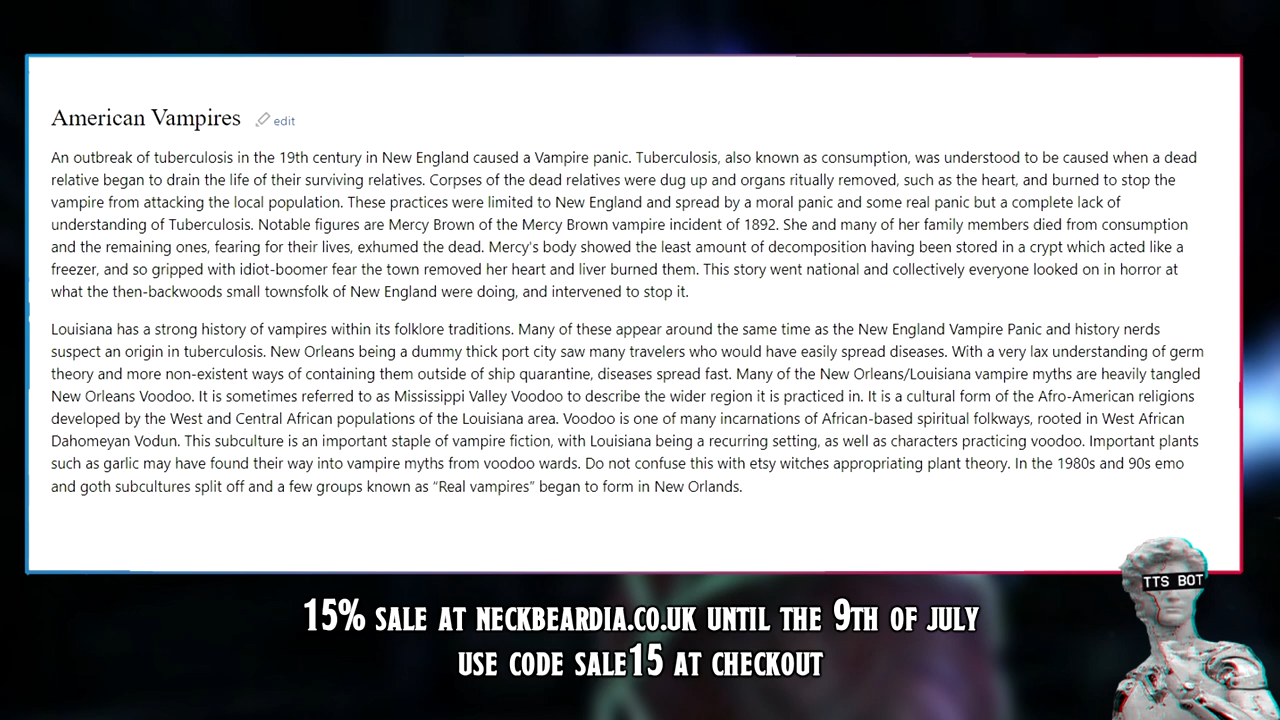 American Vampires edit
An outbreak of tuberculosis in the 19th century in New England caused a Vampire panic. Tuberculosis, also known as consumption, was understood to be caused when a dead
relative began to drain the life of their surviving relatives. Corpses of the dead relatives were dug up and organs ritually removed, such as the heart, and burned to stop the
vampire from attacking the local population. These practices were limited to New England and spread by a moral panic and some real panic but a complete lack of
understanding of Tuberculosis. Notable figures are Mercy Brown of the Mercy Brown vampire incident of 1892. She and many of her family members died from consumption
and the remaining ones, fearing for their lives, exhumed the dead. Mercy's body showed the least amount of decomposition having been stored in a crypt which acted like a
freezer, and so gripped with idiot-boomer fear the town removed her heart and liver burned them. This story went national and collectively everyone looked on in horror at
what the then-backwoods small townsfolk of New England were doing, and intervened to stop it.
Louisiana has a strong history of vampires within its folklore traditions. Many of these appear around the same time as the New England Vampire Panic and history nerds
suspect an origin in tuberculosis. New Orleans being a dummy thick port city saw many travelers who would have easily spread diseases. With a very lax understanding of germ
theory and more non-existent ways of containing them outside of ship quarantine, diseases spread fast. Many of the New Orleans/Louisiana vampire myths are heavily tangled
New Orleans Voodoo. It is sometimes referred to as Mississippi Valley Voodoo to describe the wider region it is practiced in. It is a cultural form of the Afro-American religions
developed by the West and Central African populations of the Louisiana area. Voodoo is one of many incarnations of African-based spiritual folkways, rooted in West African
Dahomeyan Vodun. This subculture is an important staple of vampire fiction, with Louisiana being a recurring setting, as well as characters practicing voodoo. Important plants
such as garlic may have found their way into vampire myths from voodoo wards. Do not confuse this with etsy witches appropriating plant theory. In the 1980s and 90s emo
and goth subcultures split off and a few groups known as “Real vampires” began to form in New Orlands.
TTS BOT
15% SALE AT NECKBEARDIA.CO.UK UNTIL THE 9TH OF JULY
USE CODE SALE15 AT CHECKOUT